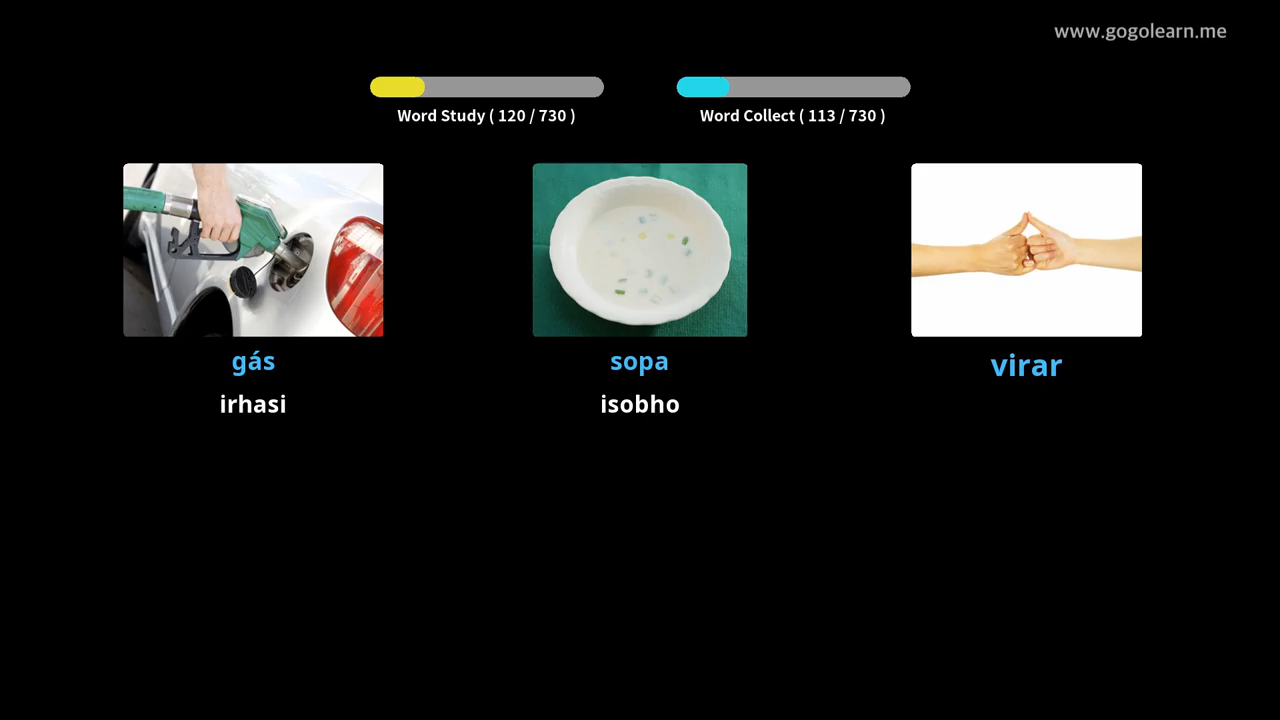 www.gogolearn.me
Word Study ( 120 / 730 )
Word Collect ( 113 / 730 )
gás
sopa
virar
irhasi
isobho